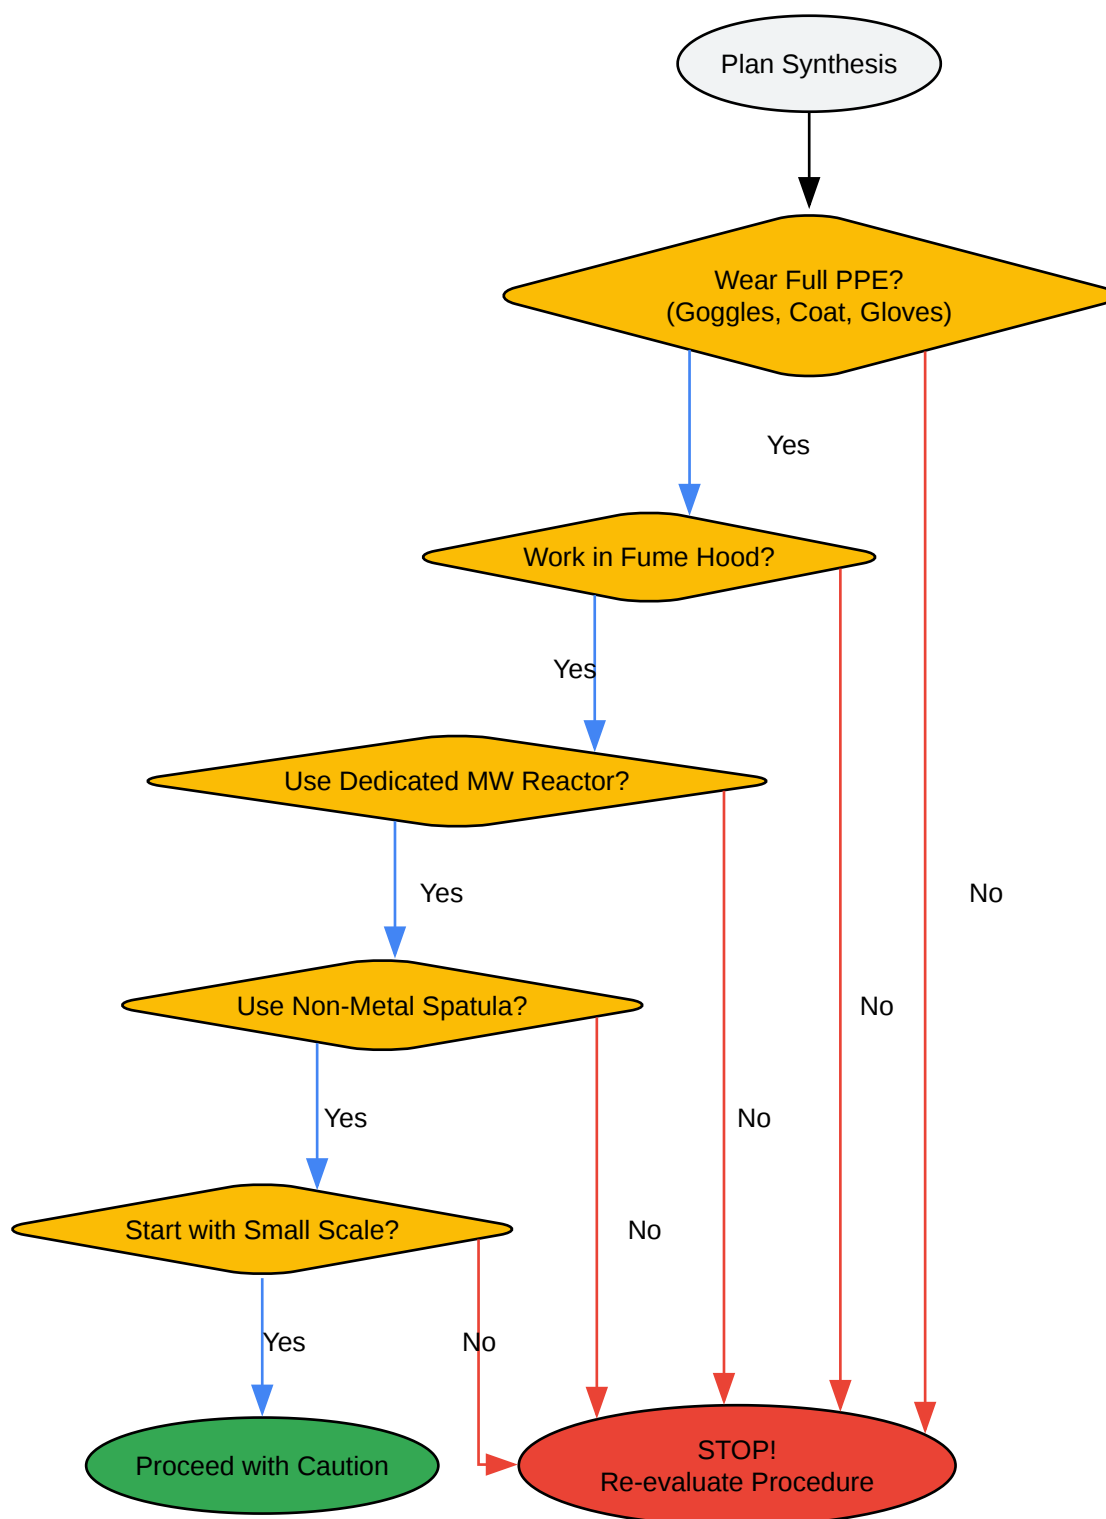 Plan Synthesis
Wear Full PPE?
(Goggles, Coat, Gloves)
Yes
Work in Fume Hood?
Yes
Use Dedicated MW Reactor?
Yes
No
Use Non-Metal Spatula?
No
Yes
No
Start with Small Scale?
No
Yes
No
Proceed with Caution
STOP!
Re-evaluate Procedure